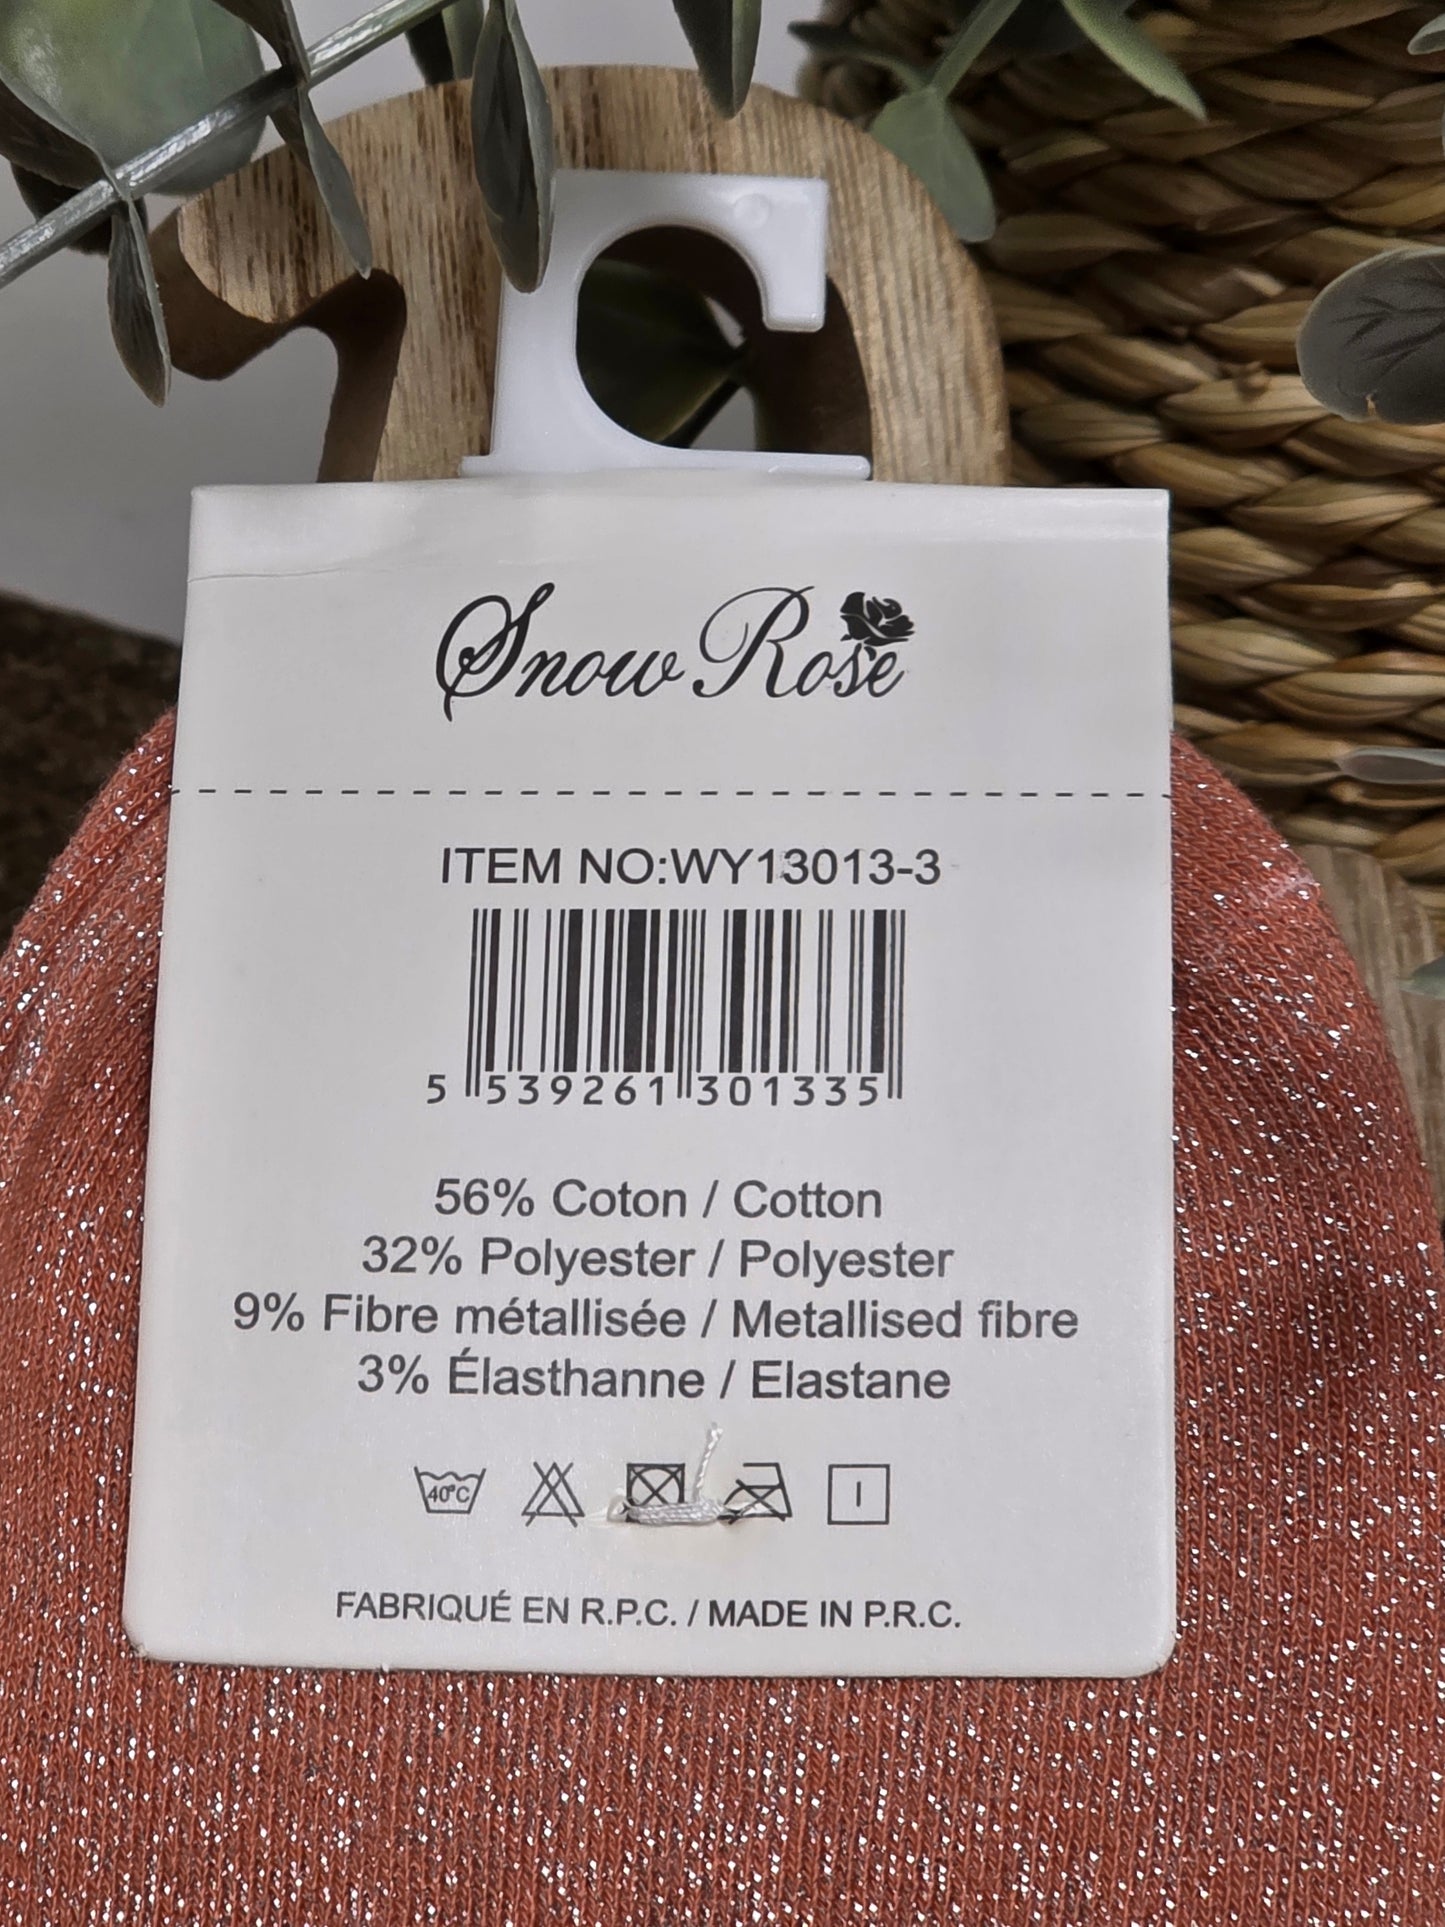 Snow Rose
ITEM NO:WY13013-3
5 539261 301335
56% Coton / Cotton
32% Polyester / Polyester
9% Fibre métallisée / Metallised fibre
3% Élasthanne / Elastane
40°C
FABRIQUÉ EN R.P.C. / MADE IN P.R.C.